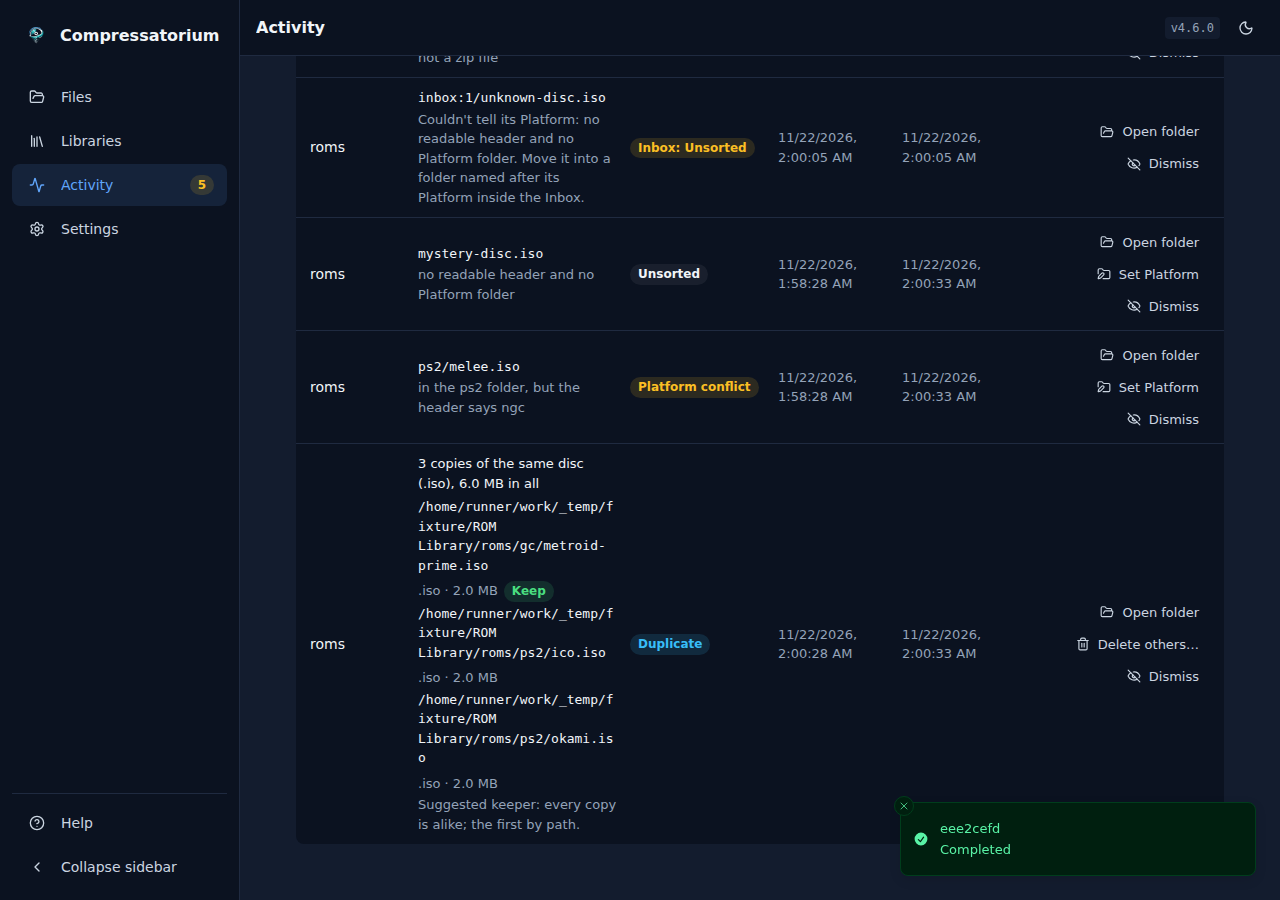 Compressatorium
Activity
v4.6.0
Files
Libraries
Activity
5
Settings
Help
Collapse sidebar
not a zip file
Dismiss
roms
inbox:1/unknown-disc.iso
Couldn't tell its Platform: no
readable header and no
Platform folder. Move it into a
folder named after its
Platform inside the Inbox.
Inbox: Unsorted
11/22/2026,
2:00:05 AM
11/22/2026,
2:00:05 AM
Open folder
Dismiss
roms
mystery-disc.iso
no readable header and no
Platform folder
Unsorted
11/22/2026,
1:58:28 AM
11/22/2026,
2:00:33 AM
Open folder
Set Platform
Dismiss
roms
ps2/melee.iso
in the ps2 folder, but the
header says ngc
Platform conflict
11/22/2026,
1:58:28 AM
11/22/2026,
2:00:33 AM
Open folder
Set Platform
Dismiss
roms
3 copies of the same disc
(.iso), 6.0 MB in all
/home/runner/work/_temp/f
ixture/ROM
Library/roms/gc/metroid-
prime.iso
.iso · 2.0 MB Keep
/home/runner/work/_temp/f
ixture/ROM
Library/roms/ps2/ico.iso
.iso · 2.0 MB
/home/runner/work/_temp/f
ixture/ROM
Library/roms/ps2/okami.is
o
.iso · 2.0 MB
Suggested keeper: every copy
is alike; the first by path.
Duplicate
11/22/2026,
2:00:28 AM
11/22/2026,
2:00:33 AM
Open folder
Delete others…
Dismiss
eee2cefd
Completed